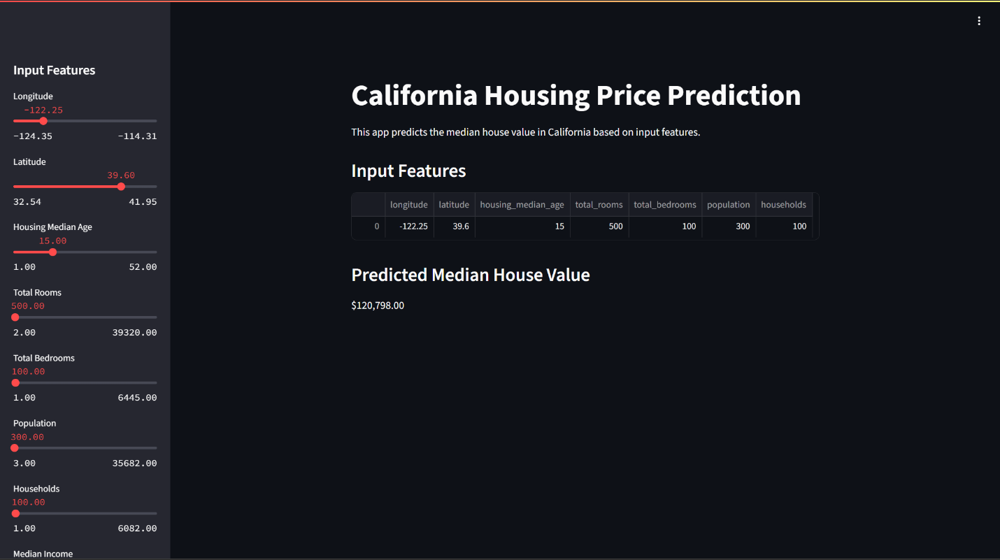 Input Features
Longitude
-122.25
-124.35 -114.31
Latitude
39.60
32.54 41.95
Housing Median Age
15.00
1.00 52.00
Total Rooms
500.00
2.00 39320.00
Total Bedrooms
100.00
1.00 6445.00
Population
300.00
3.00 35682.00
Households
100.00
1.00 6082.00
Median Income
California Housing Price Prediction
This app predicts the median house value in California based on input features.
Input Features
longitude latitude housing_median_age total_rooms total_bedrooms population households
0 -122.25 39.6 15 500 100 300 100
Predicted Median House Value
$120,798.00